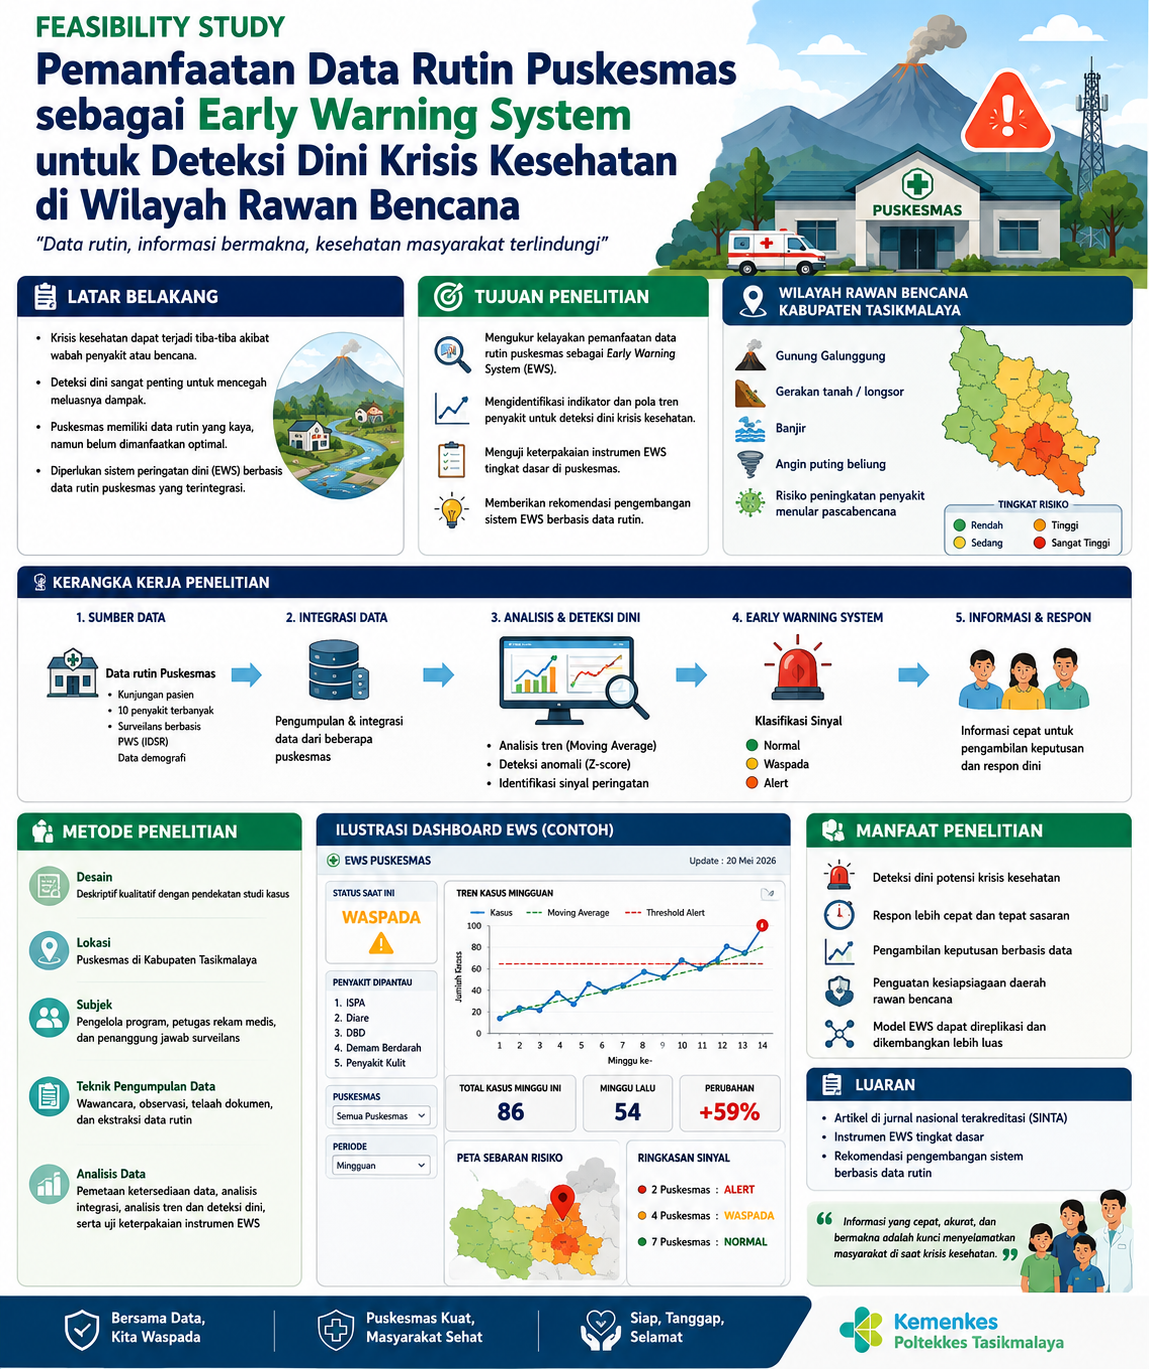 FEASIBILITY STUDY
Pemanfaatan Data Rutin Puskesmas
sebagai Early Warning System
untuk Deteksi Dini Krisis Kesehatan
di Wilayah Rawan Bencana
“Data rutin, informasi bermakna, kesehatan masyarakat terlindungi”
PUSKESMAS
LATAR BELAKANG
• Krisis kesehatan dapat terjadi tiba-tiba akibat
wabah penyakit atau bencana.
• Deteksi dini sangat penting untuk mencegah
meluasnya dampak.
• Puskesmas memiliki data rutin yang kaya,
namun belum dimanfaatkan optimal.
• Diperlukan sistem peringatan dini (EWS) berbasis
data rutin puskesmas yang terintegrasi.
TUJUAN PENELITIAN
Mengukur kelayakan pemanfaatan data
rutin puskesmas sebagai Early Warning
System (EWS).
Mengidentifikasi indikator dan pola tren
penyakit untuk deteksi dini krisis kesehatan.
Menguji keterpakaian instrumen EWS
tingkat dasar di puskesmas.
Memberikan rekomendasi pengembangan
sistem EWS berbasis data rutin.
WILAYAH RAWAN BENCANA
KABUPATEN TASIKMALAYA
Gunung Galunggung
Gerakan tanah / longsor
Banjir
Angin puting beliung
Risiko peningkatan penyakit
menular pascabencana
TINGKAT RISIKO
Rendah
Tinggi
Sedang
Sangat Tinggi
KERANGKA KERJA PENELITIAN
1. SUMBER DATA
Data rutin Puskesmas
• Kunjungan pasien
• 10 penyakit terbanyak
• Surveilans berbasis
PWS (IDSR)
Data demografi
2. INTEGRASI DATA
Pengumpulan & integrasi
data dari beberapa
puskesmas
3. ANALISIS & DETEKSI DINI
• Analisis tren (Moving Average)
• Deteksi anomali (Z-score)
• Identifikasi sinyal peringatan
4. EARLY WARNING SYSTEM
Klasifikasi Sinyal
Normal
Waspada
Alert
5. INFORMASI & RESPON
Informasi cepat untuk
pengambilan keputusan
dan respon dini
METODE PENELITIAN
Desain
Deskriptif kualitatif dengan pendekatan studi kasus
Lokasi
Puskesmas di Kabupaten Tasikmalaya
Subjek
Pengelola program, petugas rekam medis,
dan penanggung jawab surveilans
Teknik Pengumpulan Data
Wawancara, observasi, telaah dokumen,
dan ekstraksi data rutin
Analisis Data
Pemetaan ketersediaan data, analisis
integrasi, analisis tren dan deteksi dini,
serta uji keterpakaian instrumen EWS
ILUSTRASI DASHBOARD EWS (CONTOH)
EWS PUSKESMAS
Update : 20 Mei 2026
STATUS SAAT INI
WASPADA
PENYAKIT DIPANTAU
1. ISPA
2. Diare
3. DBD
4. Demam Berdarah
5. Penyakit Kulit
PUSKESMAS
Semua Puskesmas
PERIODE
Mingguan
TREN KASUS MINGGUAN
Kasus
Moving Average
Threshold Alert
Jumlah
100
80
60
40
20
0
1 2 3 4 5 6 7 8 9 10 11 12 13 14
Minggu ke-
TOTAL KASUS MINGGU INI
86
MINGGU LALU
54
PERUBAHAN
+59%
PETA SEBARAN RISIKO
RINGKASAN SINYAL
2 Puskesmas : ALERT
4 Puskesmas : WASPADA
7 Puskesmas : NORMAL
MANFAAT PENELITIAN
Deteksi dini potensi krisis kesehatan
Respon lebih cepat dan tepat sasaran
Pengambilan keputusan berbasis data
Penguatan kesiapsiagaan daerah
rawan bencana
Model EWS dapat direplikasi dan
dikembangkan lebih luas
LUARAN
• Artikel di jurnal nasional terakreditasi (SINTA)
• Instrumen EWS tingkat dasar
• Rekomendasi pengembangan sistem
berbasis data rutin
“ Informasi yang cepat, akurat, dan
bermakna adalah kunci menyelamatkan
masyarakat di saat krisis kesehatan. ”
Bersama Data,
Kita Waspada
Puskesmas Kuat,
Masyarakat Sehat
Siap, Tanggap,
Selamat
Kemenkes
Poltekkes Tasikmalaya